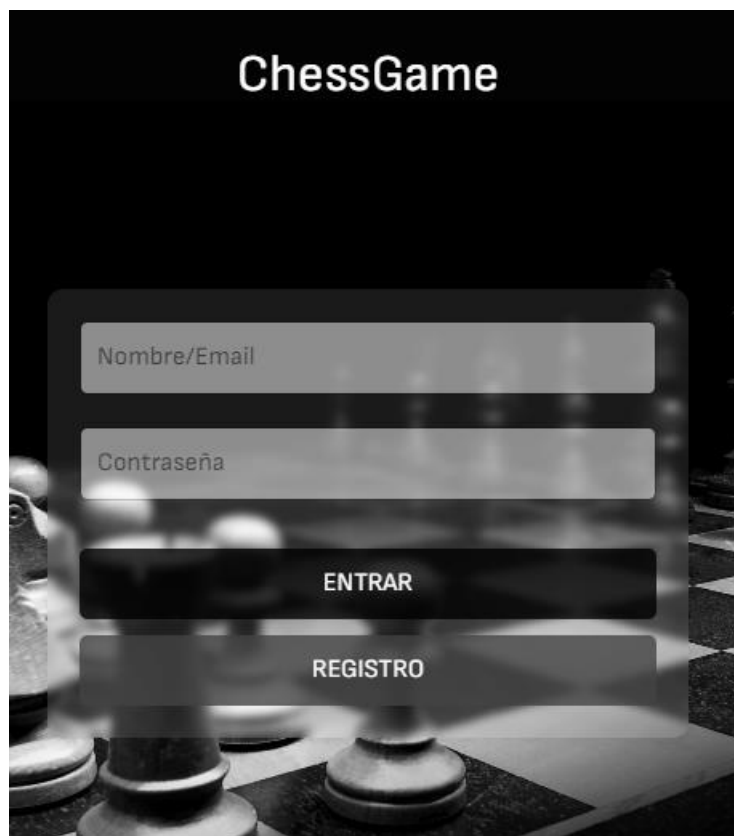 ChessGame
Nombre/Email
Contraseña
ENTRAR
REGISTRO